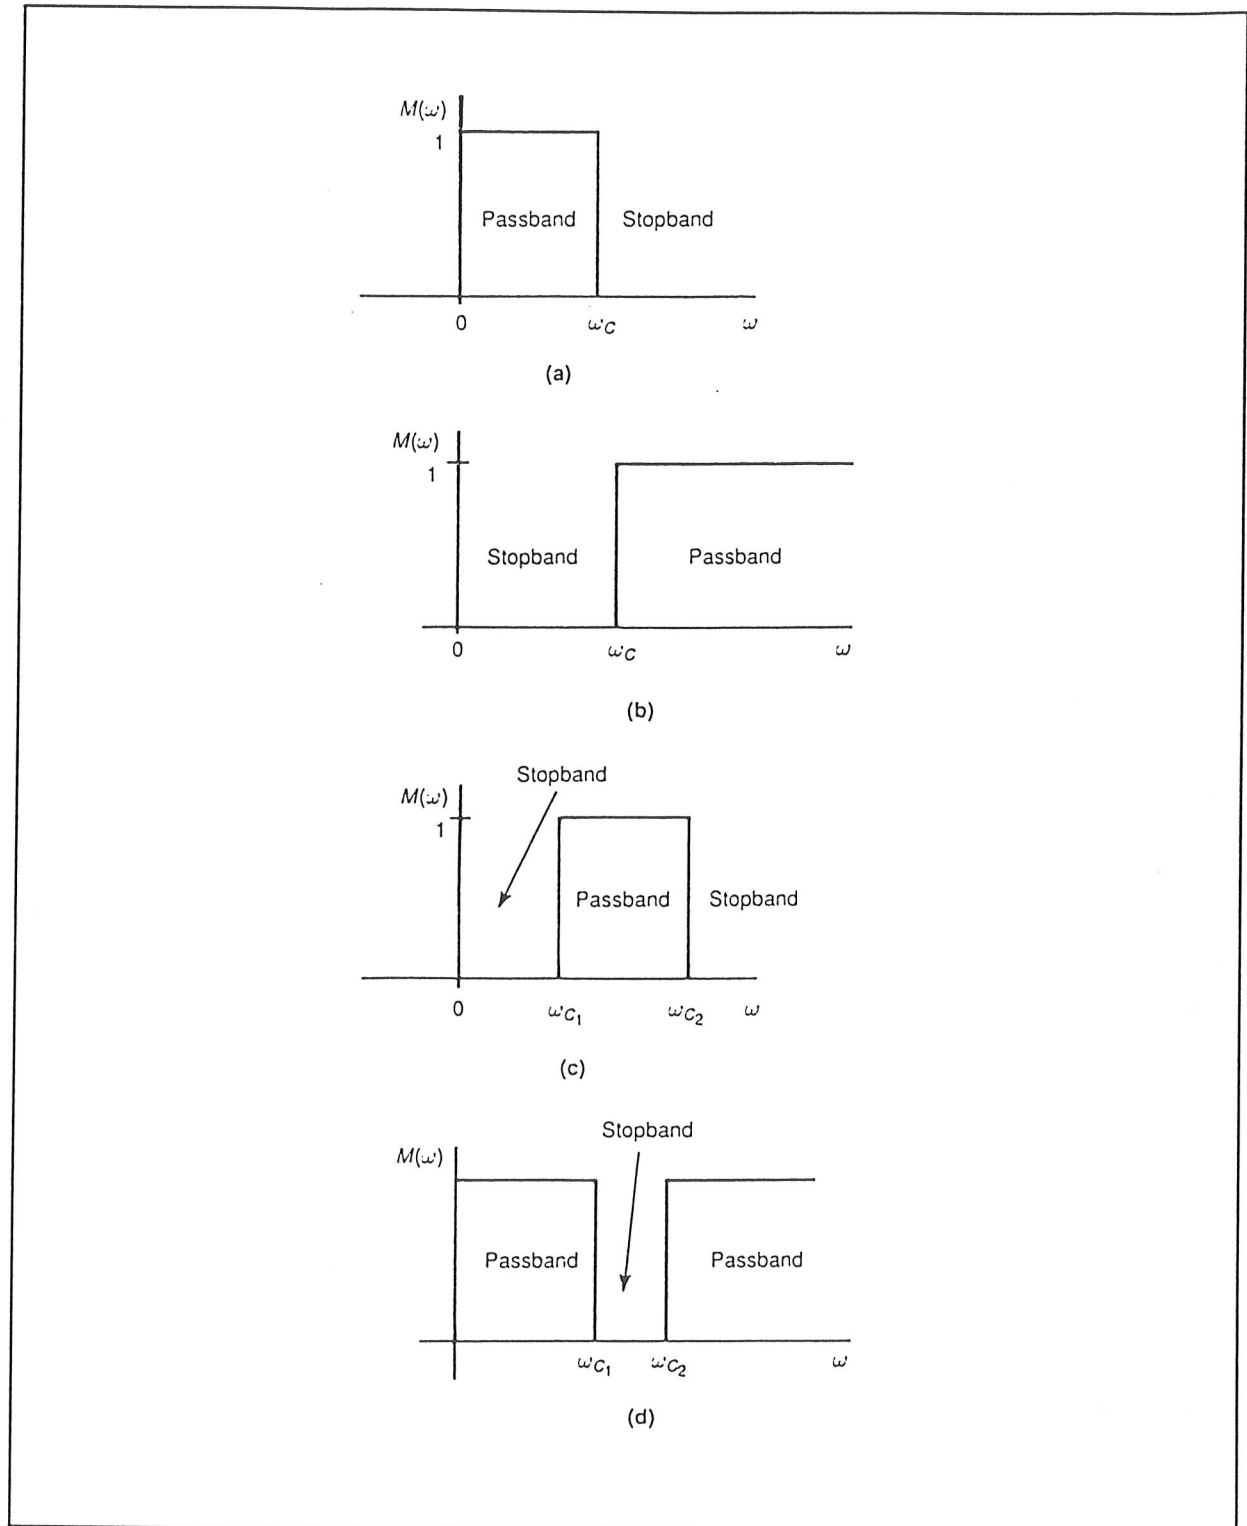 M(ω)
1
Passband Stopband
0 ωC ω
(a)
M(ω)
1
Stopband Passband
0 ωC ω
(b)
Stopband
M(ω)
1
Passband Stopband
0 ωC1 ωC2 ω
(c)
Stopband
M(ω)
Passband Passband
ωC1 ωC2 ω
(d)